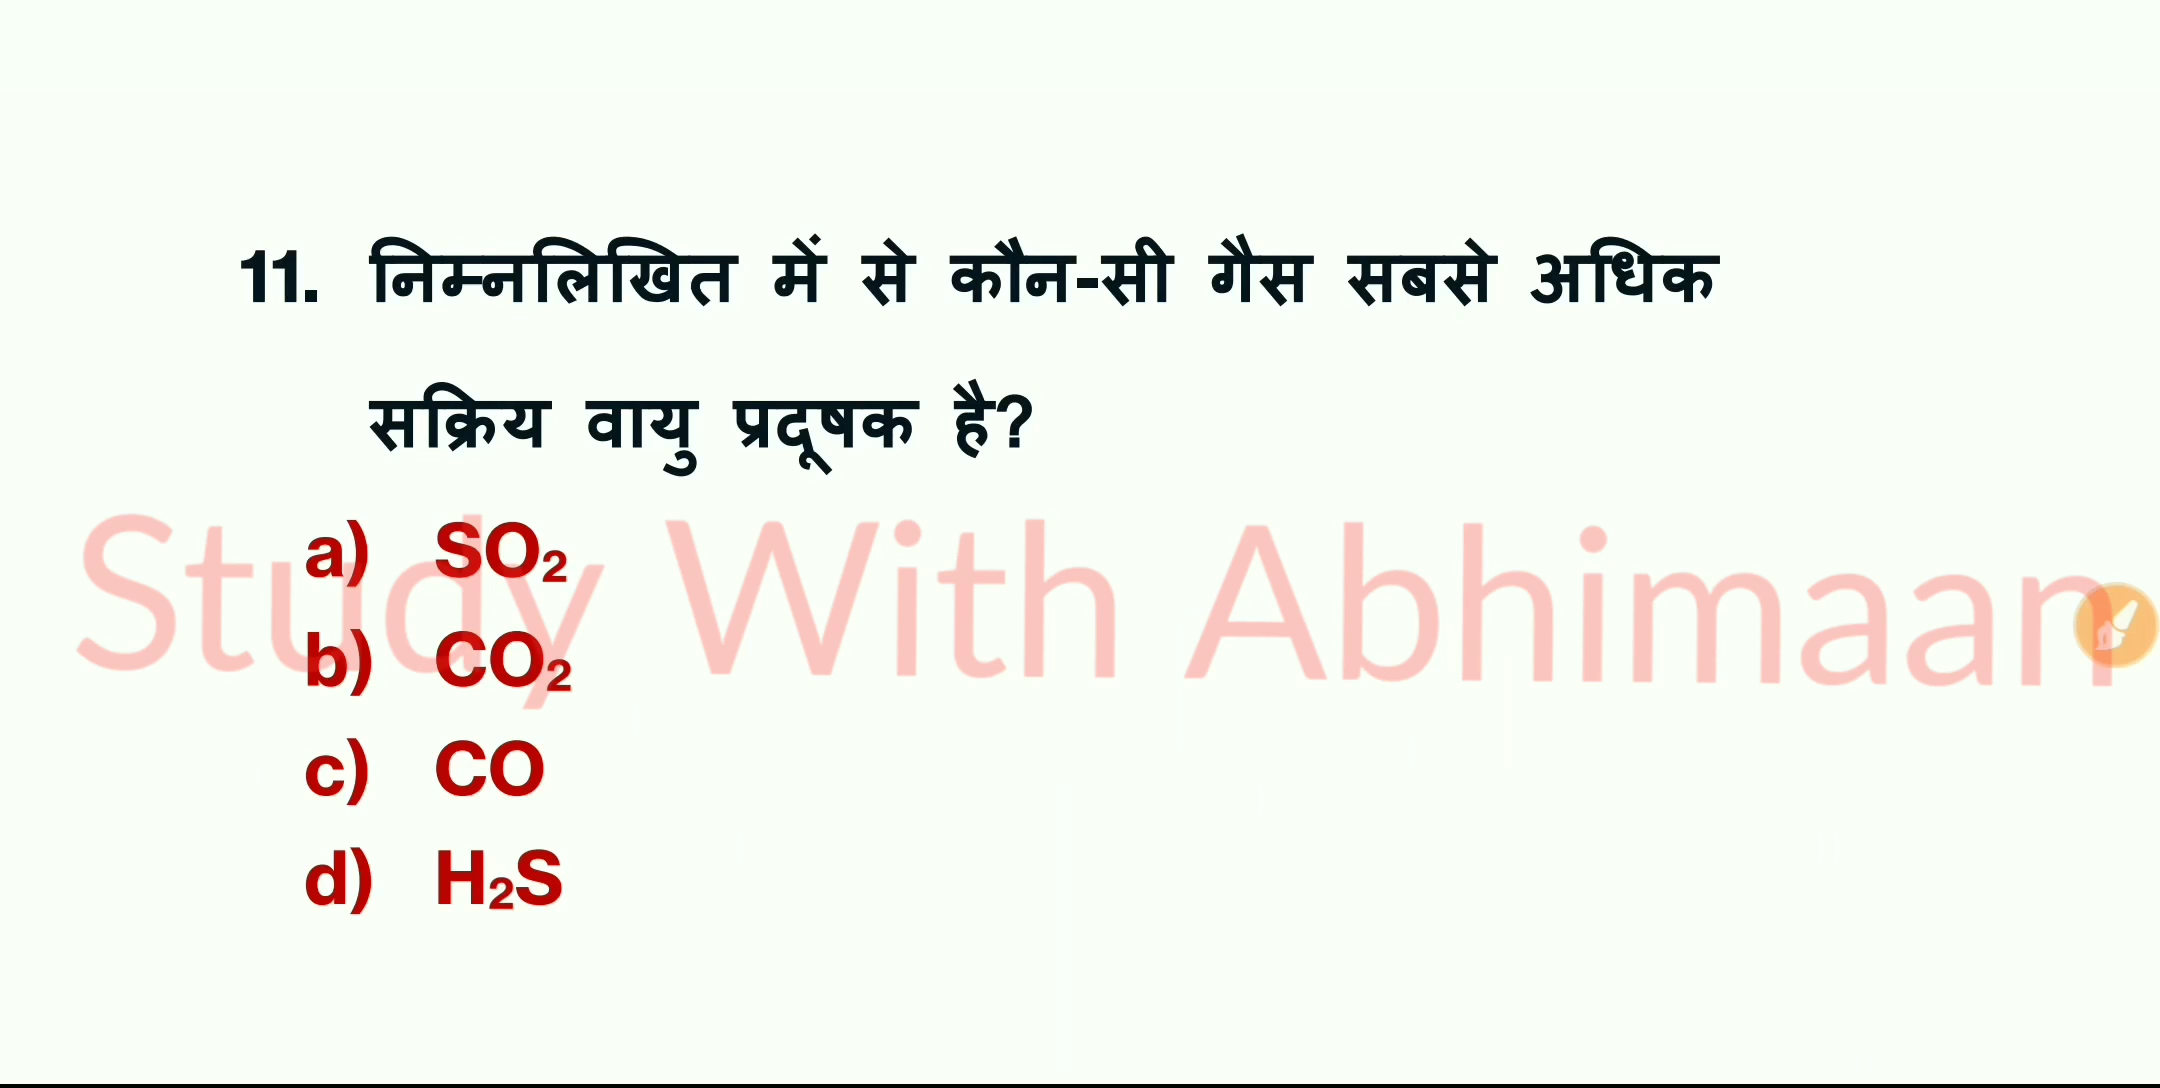 11. निम्नलिखित में से कौन-सी गैस सबसे अधिक
सक्रिय वायु प्रदूषक है?
a) SO₂
b) CO₂
c) CO
d) H₂S
Study With Abhimaan